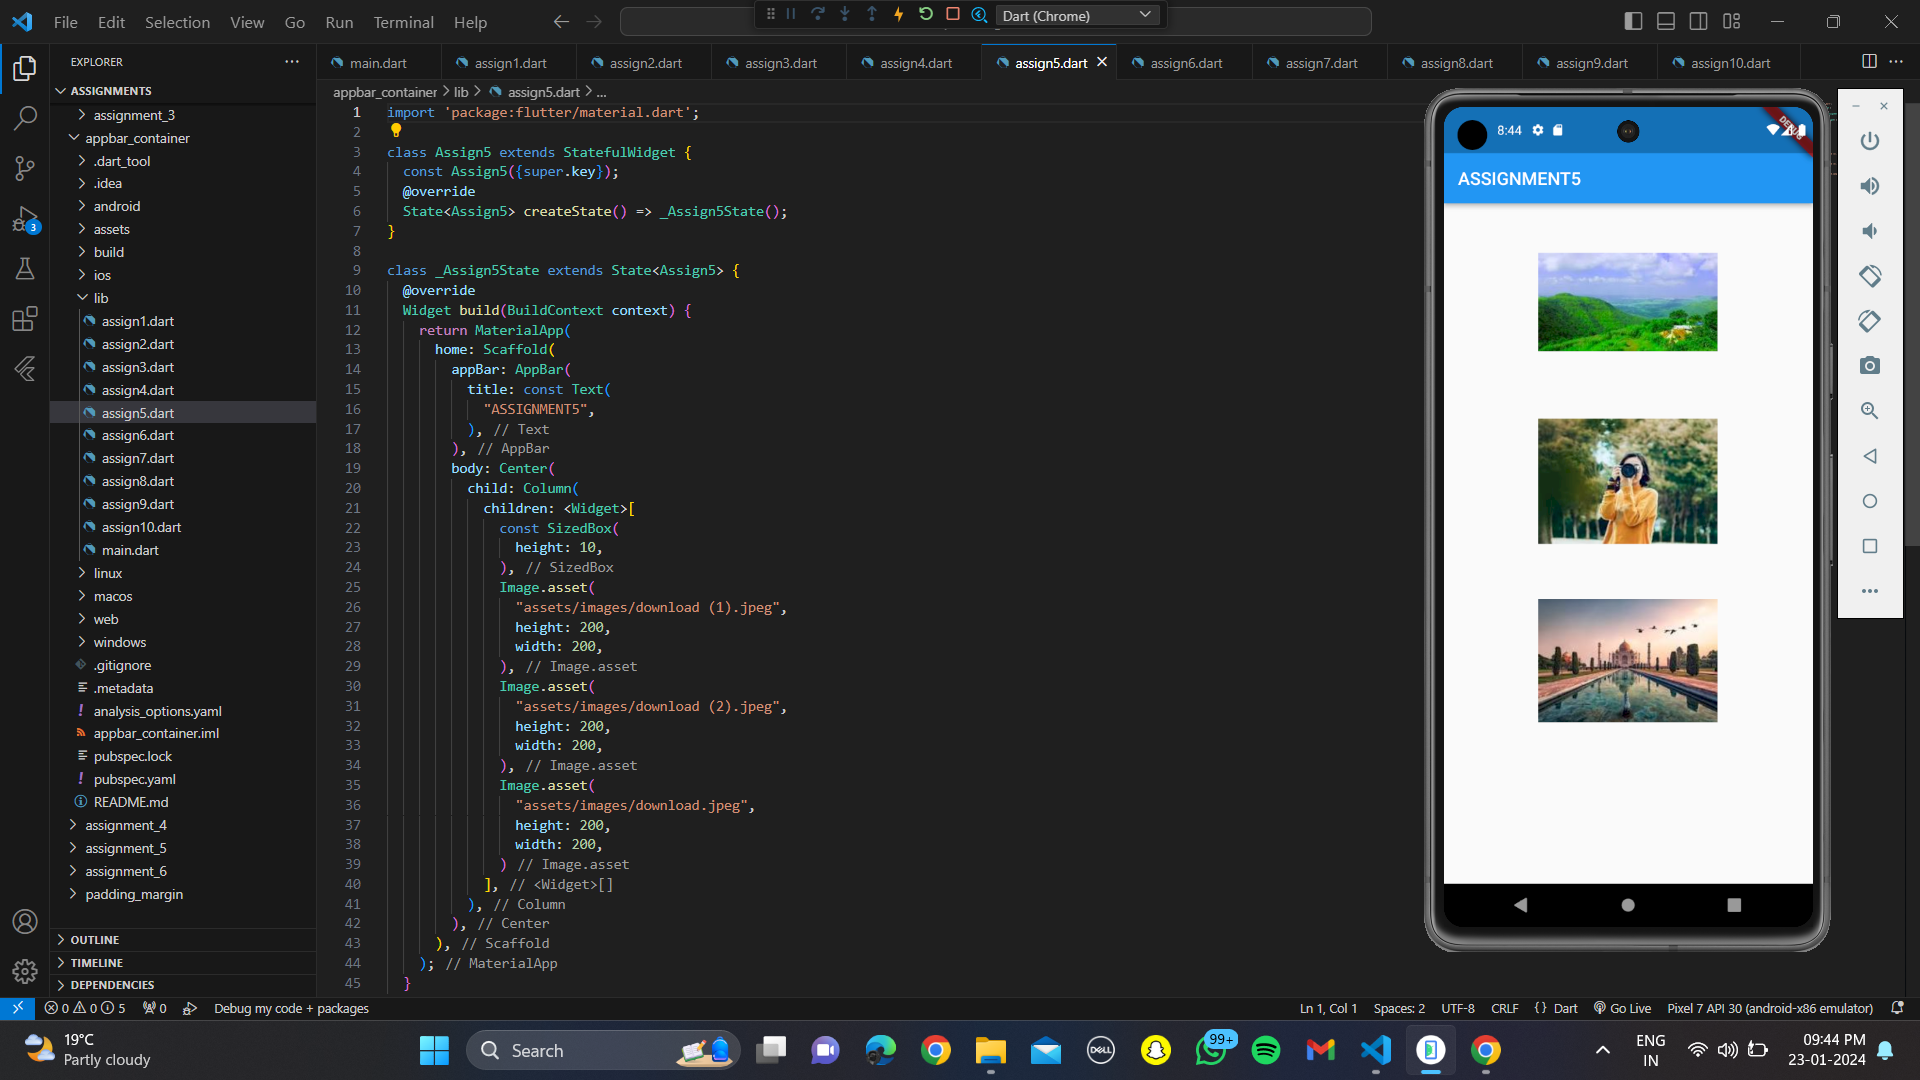 File Edit Selection View Go Run Terminal Help
Dart (Chrome)
EXPLORER
main.dart assign1.dart assign2.dart assign3.dart assign4.dart assign5.dart assign6.dart assign7.dart assign8.dart assign9.dart assign10.dart
appbar_container > lib > assign5.dart > ...
ASSIGNMENTS
assignment_3
appbar_container
.dart_tool
.idea
android
assets
build
ios
lib
assign1.dart
assign2.dart
assign3.dart
assign4.dart
assign5.dart
assign6.dart
assign7.dart
assign8.dart
assign9.dart
assign10.dart
main.dart
linux
macos
web
windows
.gitignore
.metadata
analysis_options.yaml
appbar_container.iml
pubspec.lock
pubspec.yaml
README.md
assignment_4
assignment_5
assignment_6
padding_margin
OUTLINE
TIMELINE
DEPENDENCIES
3
1 import 'package:flutter/material.dart';
2
3 class Assign5 extends StatefulWidget {
4 const Assign5({super.key});
5 @override
6 State<Assign5> createState() => _Assign5State();
7 }
8
9 class _Assign5State extends State<Assign5> {
10 @override
11 Widget build(BuildContext context) {
12 return MaterialApp(
13 home: Scaffold(
14 appBar: AppBar(
15 title: const Text(
16 "ASSIGNMENT5",
17 ), // Text
18 ), // AppBar
19 body: Center(
20 child: Column(
21 children: <Widget>[
22 const SizedBox(
23 height: 10,
24 ), // SizedBox
25 Image.asset(
26 "assets/images/download (1).jpeg",
27 height: 200,
28 width: 200,
29 ), // Image.asset
30 Image.asset(
31 "assets/images/download (2).jpeg",
32 height: 200,
33 width: 200,
34 ), // Image.asset
35 Image.asset(
36 "assets/images/download.jpeg",
37 height: 200,
38 width: 200,
39 ) // Image.asset
40 ], // <Widget>[]
41 ), // Column
42 ), // Center
43 ), // Scaffold
44 ); // MaterialApp
45 }
8:44
DEBUG
ASSIGNMENT5
0 0 5 0 Debug my code + packages
Ln 1, Col 1 Spaces: 2 UTF-8 CRLF {} Dart Go Live Pixel 7 API 30 (android-x86 emulator)
19°C
Partly cloudy
Search
DELL
99+
ENG
IN
09:44 PM
23-01-2024